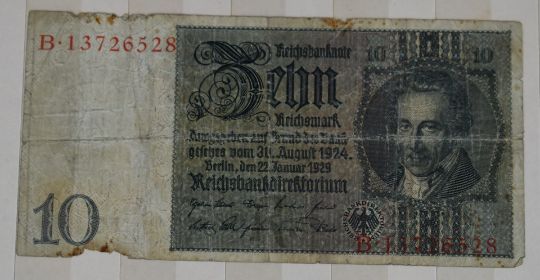 B·13726528
Reichsbanknote
10
10
Zehn
Reichsmark
Ausgegeben auf Grund des Bank
gesetzes vom 30. August 1924.
Berlin, den 22. Januar 1929
Reichsbankdirektorium
10
REICHSBANKDIREKTORIUM
B·13726528